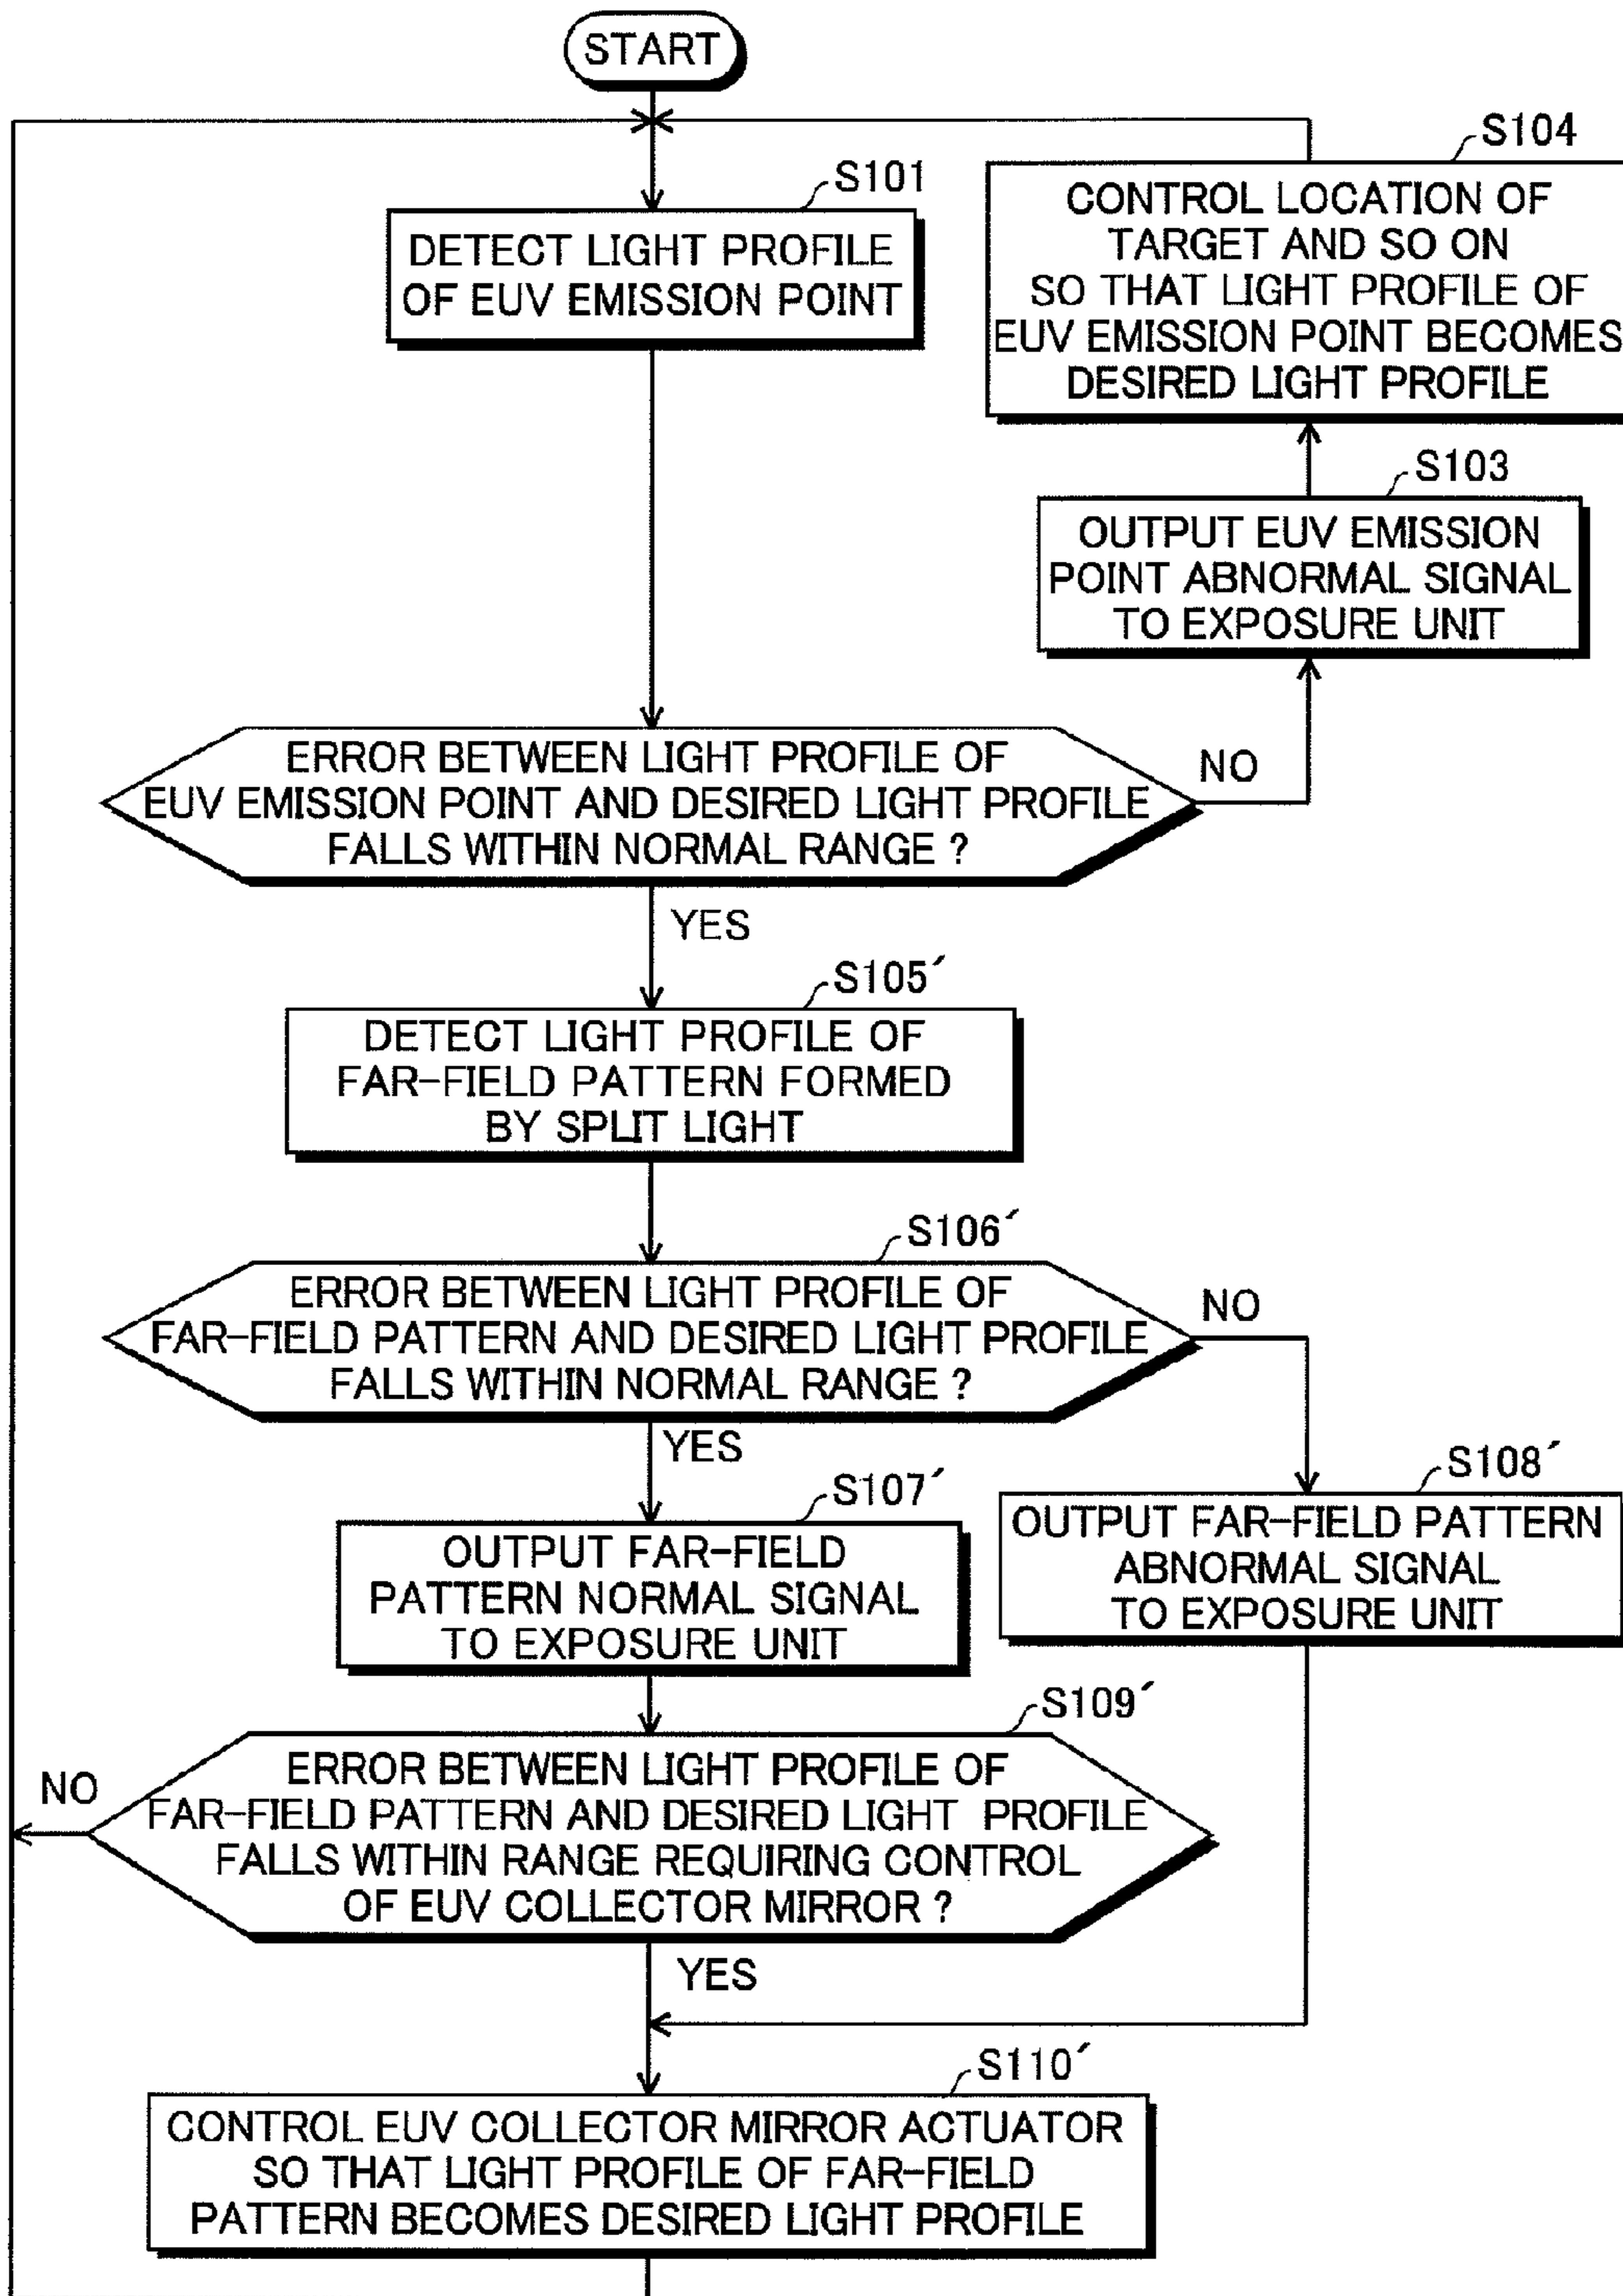 START
S101
DETECT LIGHT PROFILE
OF EUV EMISSION POINT
S104
CONTROL LOCATION OF
TARGET AND SO ON
SO THAT LIGHT PROFILE OF
EUV EMISSION POINT BECOMES
DESIRED LIGHT PROFILE
S103
OUTPUT EUV EMISSION
POINT ABNORMAL SIGNAL
TO EXPOSURE UNIT
ERROR BETWEEN LIGHT PROFILE OF
EUV EMISSION POINT AND DESIRED LIGHT PROFILE
FALLS WITHIN NORMAL RANGE ?
NO
YES
S105´
DETECT LIGHT PROFILE OF
FAR-FIELD PATTERN FORMED
BY SPLIT LIGHT
S106´
ERROR BETWEEN LIGHT PROFILE OF
FAR-FIELD PATTERN AND DESIRED LIGHT PROFILE
FALLS WITHIN NORMAL RANGE ?
NO
YES
S107´
OUTPUT FAR-FIELD
PATTERN NORMAL SIGNAL
TO EXPOSURE UNIT
S108´
OUTPUT FAR-FIELD PATTERN
ABNORMAL SIGNAL
TO EXPOSURE UNIT
S109´
ERROR BETWEEN LIGHT PROFILE OF
FAR-FIELD PATTERN AND DESIRED LIGHT PROFILE
FALLS WITHIN RANGE REQUIRING CONTROL
OF EUV COLLECTOR MIRROR ?
NO
YES
S110´
CONTROL EUV COLLECTOR MIRROR ACTUATOR
SO THAT LIGHT PROFILE OF FAR-FIELD
PATTERN BECOMES DESIRED LIGHT PROFILE